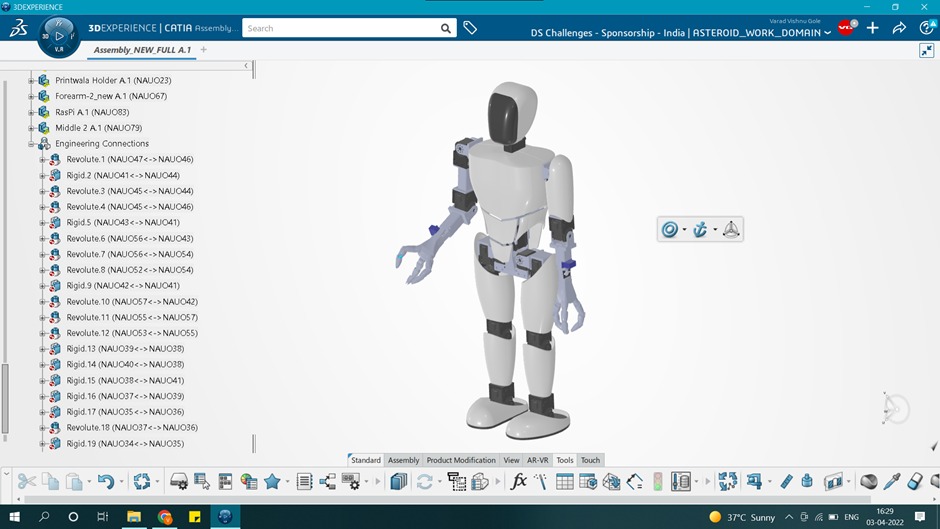 3DEXPERIENCE
3DEXPERIENCE | CATIA Assembly...
Search
Varad Vishnu Gole
DS Challenges - Sponsorship - India | ASTEROID_WORK_DOMAIN
3D
V.R
Assembly_NEW_FULL A.1
Printwala Holder A.1 (NAUO23)
Forearm-2_new A.1 (NAUO67)
RasPi A.1 (NAUO83)
Middle 2 A.1 (NAUO79)
Engineering Connections
Revolute.1 (NAUO47<->NAUO46)
Rigid.2 (NAUO41<->NAUO44)
Revolute.3 (NAUO45<->NAUO44)
Revolute.4 (NAUO45<->NAUO46)
Rigid.5 (NAUO43<->NAUO41)
Revolute.6 (NAUO56<->NAUO43)
Revolute.7 (NAUO56<->NAUO54)
Revolute.8 (NAUO52<->NAUO54)
Rigid.9 (NAUO42<->NAUO41)
Revolute.10 (NAUO57<->NAUO42)
Revolute.11 (NAUO55<->NAUO57)
Revolute.12 (NAUO53<->NAUO55)
Rigid.13 (NAUO39<->NAUO38)
Rigid.14 (NAUO40<->NAUO38)
Rigid.15 (NAUO38<->NAUO41)
Rigid.16 (NAUO37<->NAUO39)
Rigid.17 (NAUO35<->NAUO36)
Revolute.18 (NAUO37<->NAUO36)
Rigid.19 (NAUO34<->NAUO35)
Standard Assembly Product Modification View AR-VR Tools Touch
37°C Sunny
ENG
16:29
03-04-2022